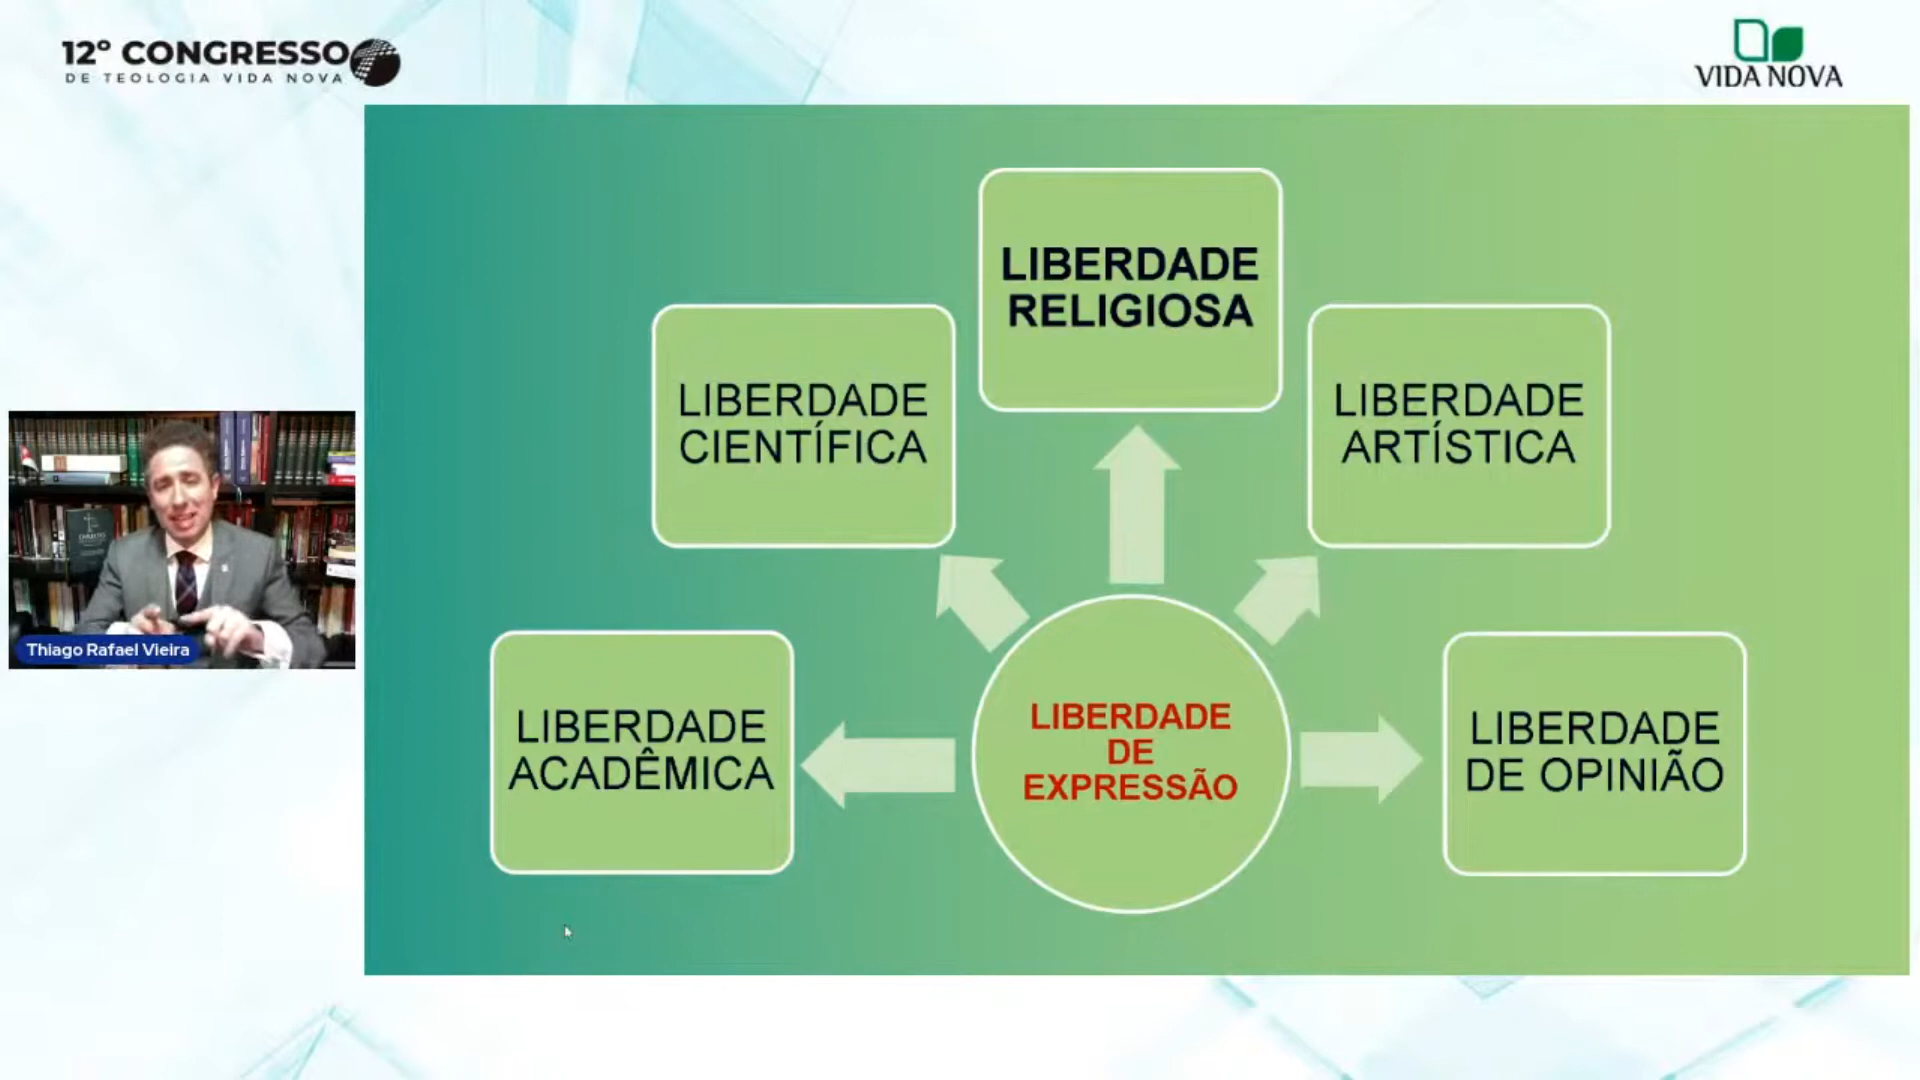 12º CONGRESSO
DE TEOLOGIA VIDA NOVA
VIDA NOVA
LIBERDADE
RELIGIOSA
LIBERDADE
CIENTÍFICA
LIBERDADE
ARTÍSTICA
LIBERDADE
ACADÊMICA
LIBERDADE
DE
EXPRESSÃO
LIBERDADE
DE OPINIÃO
Thiago Rafael Vieira